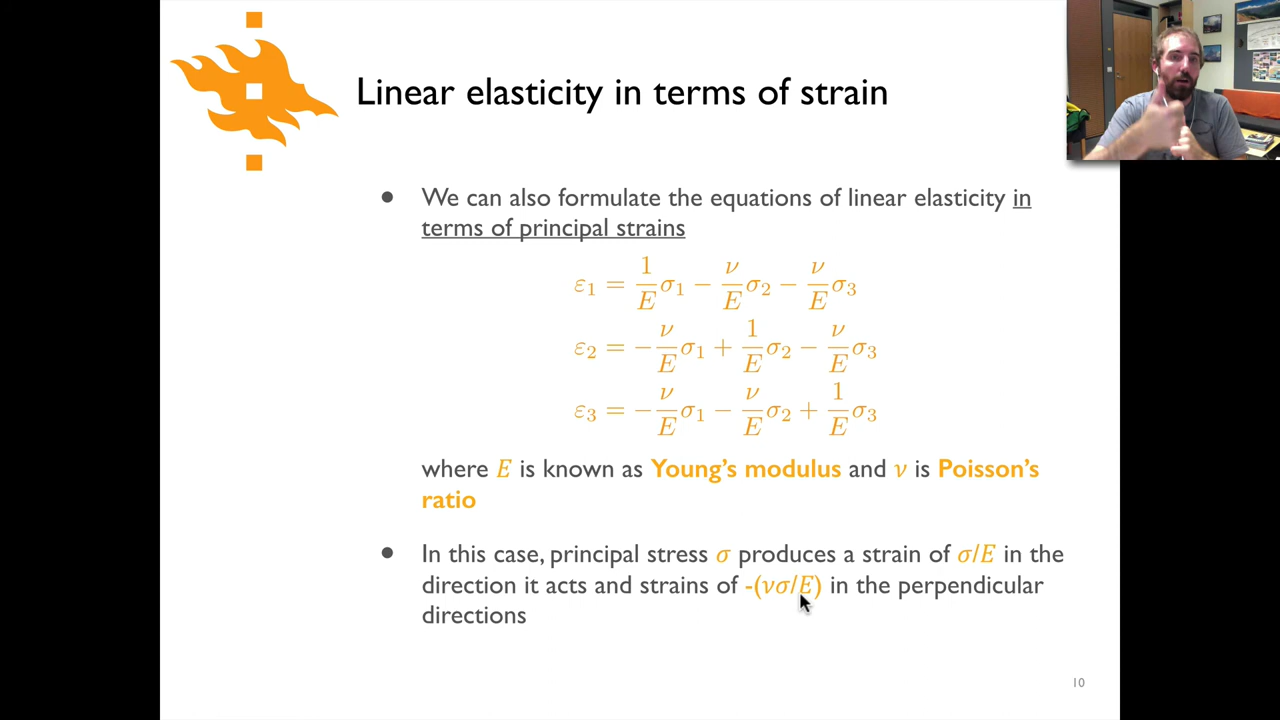 Linear elasticity in terms of strain
● We can also formulate the equations of linear elasticity in
terms of principal strains
ε₁ = 1/E σ₁ − ν/E σ₂ − ν/E σ₃
ε₂ = − ν/E σ₁ + 1/E σ₂ − ν/E σ₃
ε₃ = − ν/E σ₁ − ν/E σ₂ + 1/E σ₃
where E is known as Young’s modulus and ν is Poisson’s
ratio
● In this case, principal stress σ produces a strain of σ/E in the
direction it acts and strains of -(νσ/E) in the perpendicular
directions
10